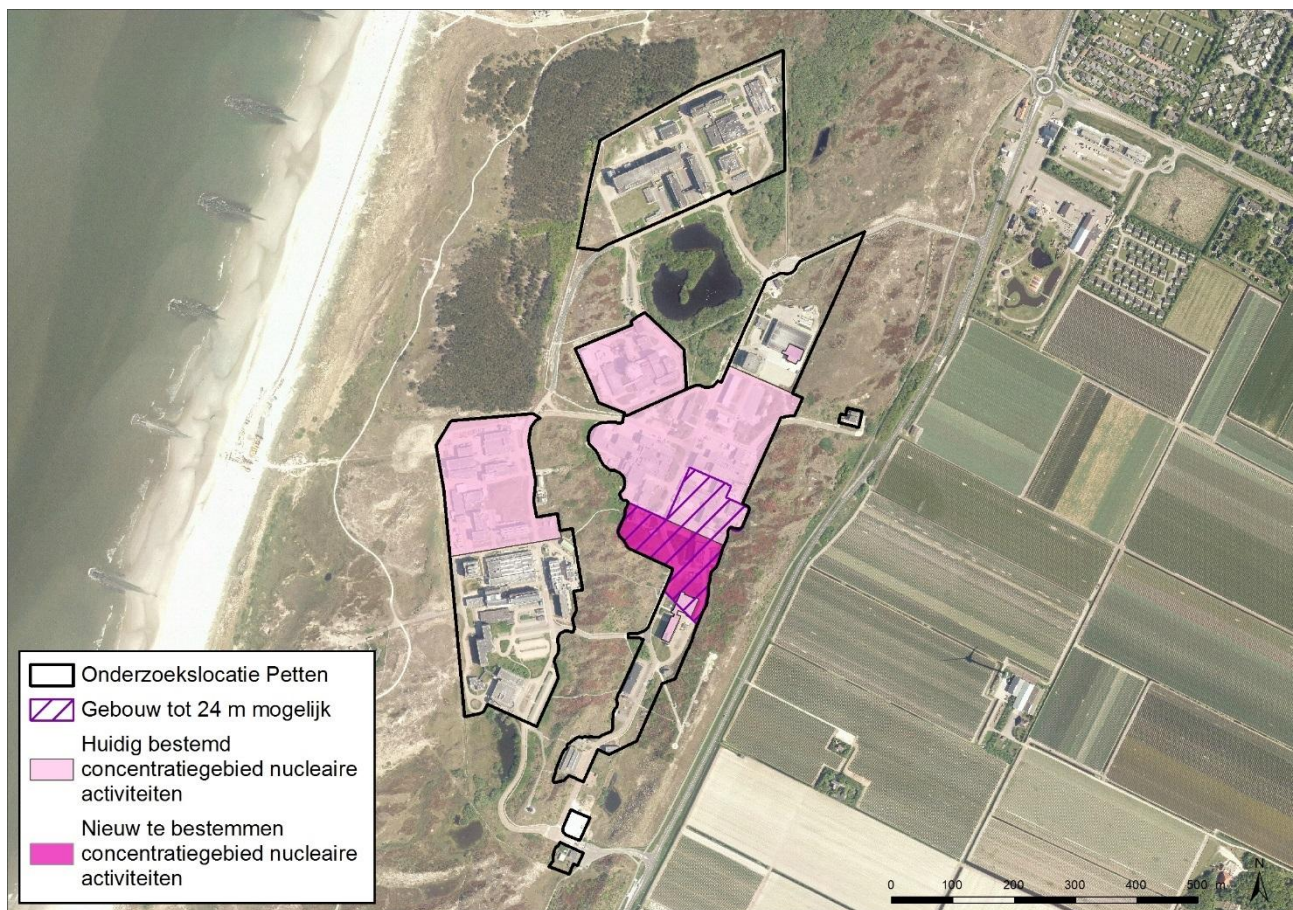 Onderzoekslocatie Petten
Gebouw tot 24 m mogelijk
Huidig bestemd
concentratiegebied nucleaire
activiteiten
Nieuw te bestemmen
concentratiegebied nucleaire
activiteiten
N
0 100 200 300 400 500 m